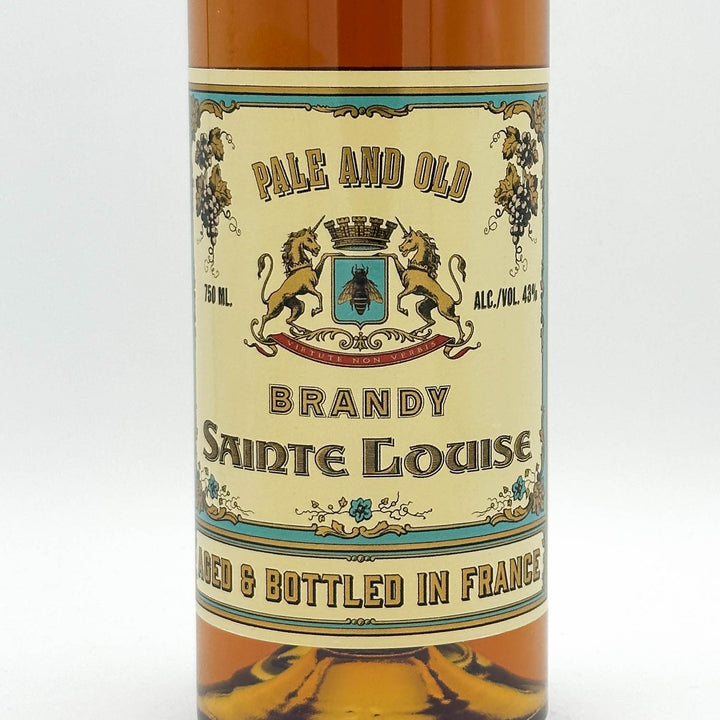 PALE AND OLD
750 ML.
ALC./VOL. 43%
VIRTUTE NON VERBIS
BRANDY
SAINTE LOUISE
AGED & BOTTLED IN FRANCE